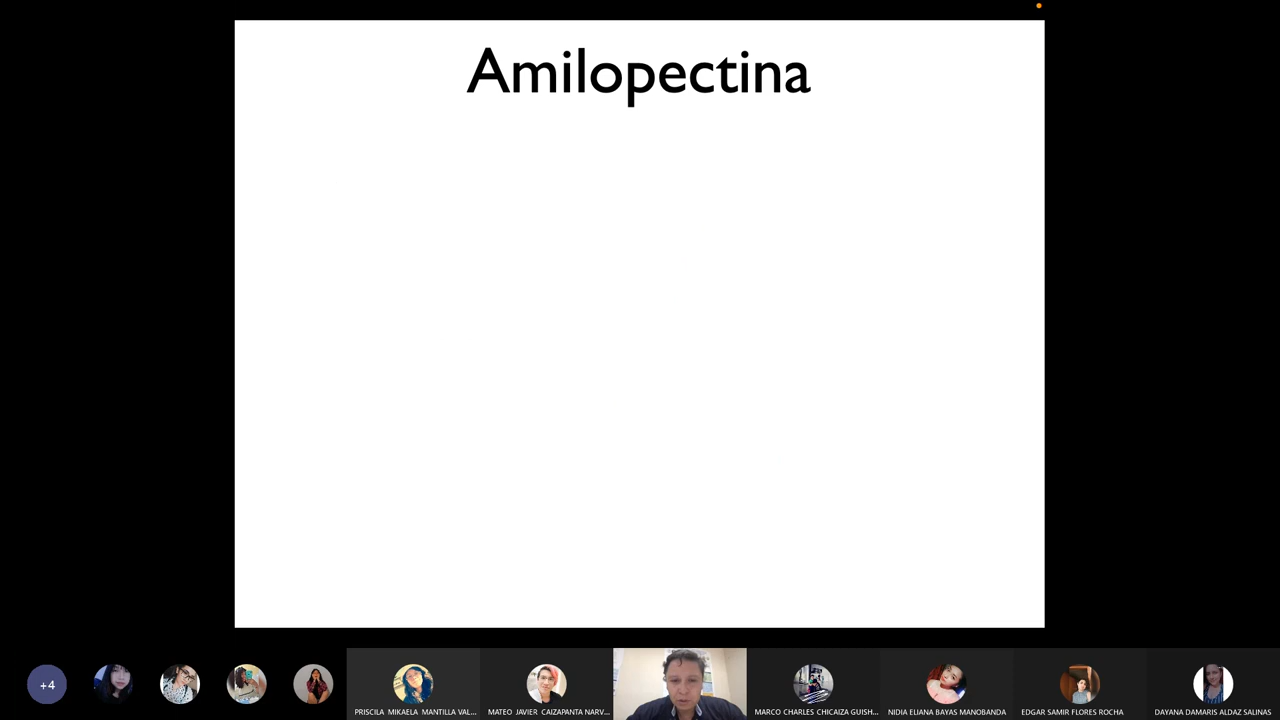 Amilopectina
+4
PRISCILA MIKAELA MANTILLA VAL...
MATEO JAVIER CAIZAPANTA NARV...
MARCO CHARLES CHICAIZA GUISH...
NIDIA ELIANA BAYAS MANOBANDA
EDGAR SAMIR FLORES ROCHA
DAYANA DAMARIS ALDAZ SALINAS